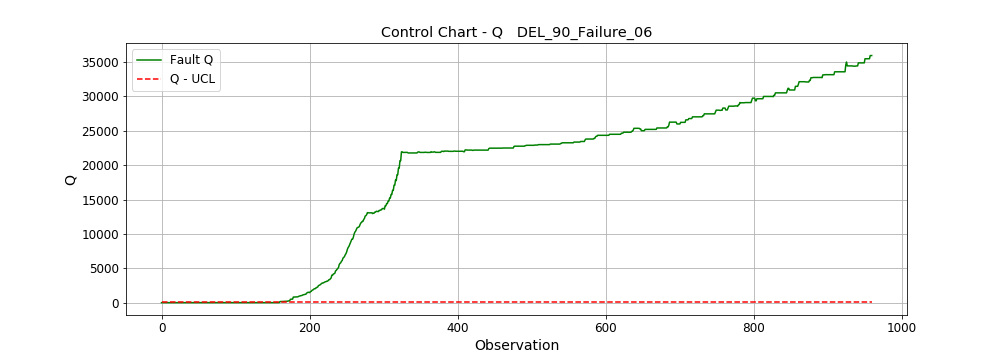 Control Chart - Q   DEL_90_Failure_06
Fault Q
Q - UCL
Q
35000
30000
25000
20000
15000
10000
5000
0
0 200 400 600 800 1000
Observation